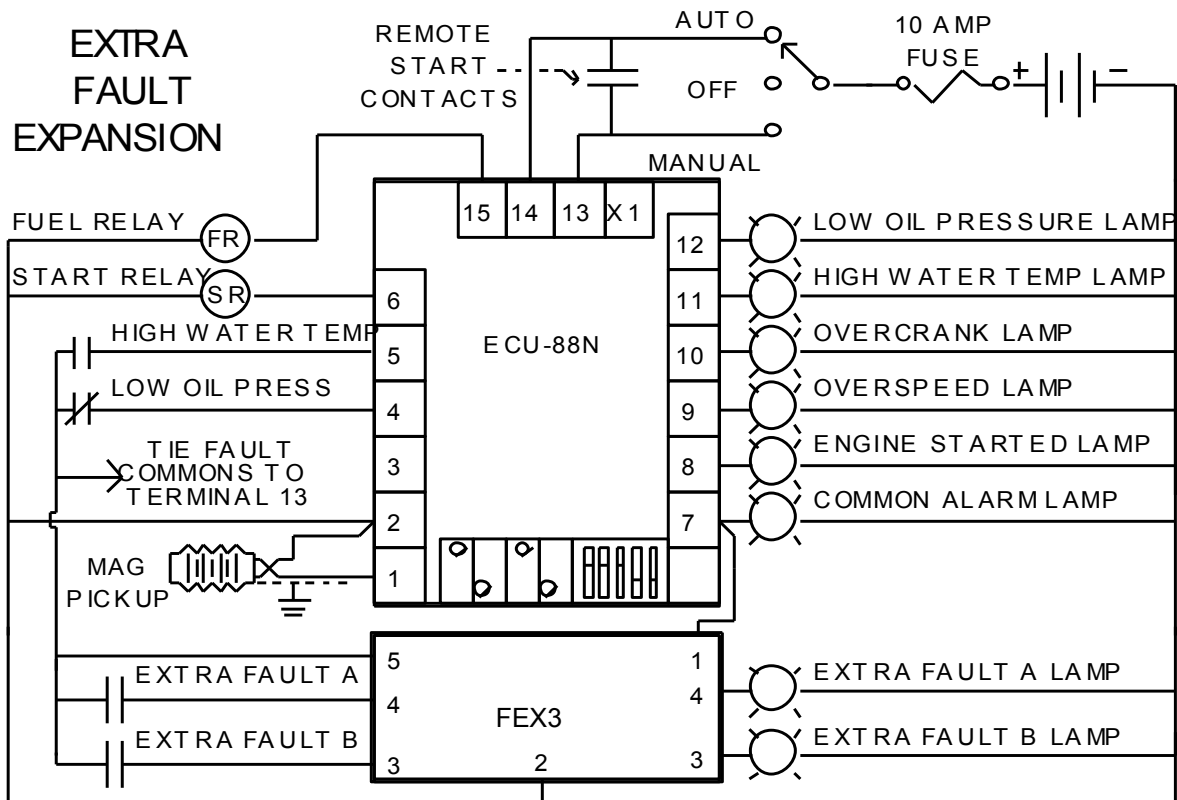 EXTRA
FAULT
EXPANSION
REMOTE
START
CONTACTS
AUTO
OFF
MANUAL
10 AMP
FUSE
+
−
15
14
13
X1
FUEL RELAY
FR
START RELAY
SR
HIGH WATER TEMP
LOW OIL PRESS
TIE FAULT
COMMONS TO
TERMINAL 13
MAG
PICKUP
6
5
4
3
2
1
ECU-88N
12
11
10
9
8
7
LOW OIL PRESSURE LAMP
HIGH WATER TEMP LAMP
OVERCRANK LAMP
OVERSPEED LAMP
ENGINE STARTED LAMP
COMMON ALARM LAMP
EXTRA FAULT A
EXTRA FAULT B
5
4
3
FEX3
2
1
4
3
EXTRA FAULT A LAMP
EXTRA FAULT B LAMP